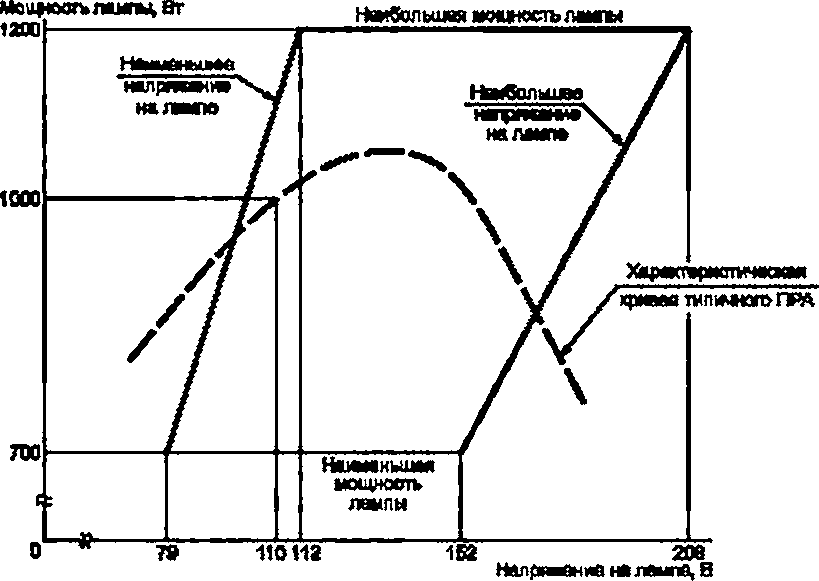 Мощность лампы, Вт
1200
Наибольшая мощность лампы
Наименьшее
напряжение
на лампе
Наибольшее
напряжение
на лампе
1000
Характеристическая
кривая типичного ПРА
700
Наименьшая
мощность
лампы
0
79
110 112
152
208
Напряжение на лампе, В